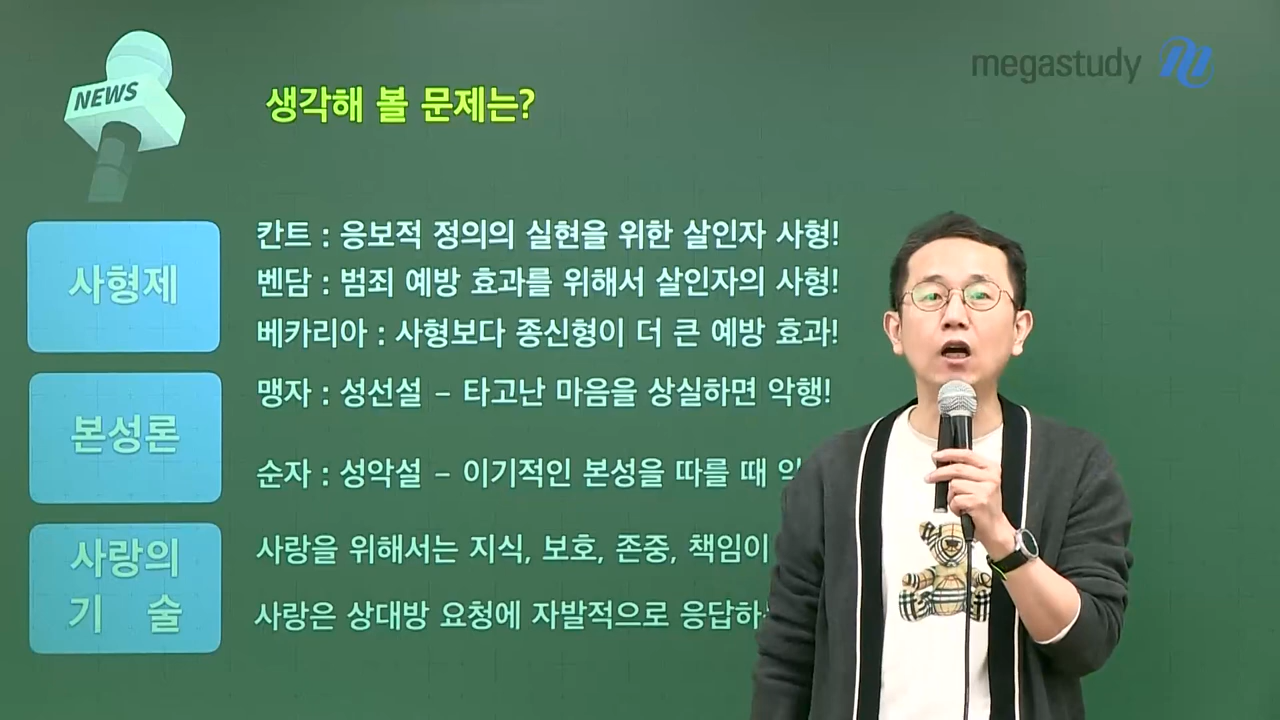 megastudy
NEWS
생각해 볼 문제는?
사형제
칸트 : 응보적 정의의 실현을 위한 살인자 사형!
벤담 : 범죄 예방 효과를 위해서 살인자의 사형!
베카리아 : 사형보다 종신형이 더 큰 예방 효과!
본성론
맹자 : 성선설 – 타고난 마음을 상실하면 악행!
순자 : 성악설 – 이기적인 본성을 따를 때
사랑의
기 술
사랑을 위해서는 지식, 보호, 존중, 책임이
사랑은 상대방 요청에 자발적으로